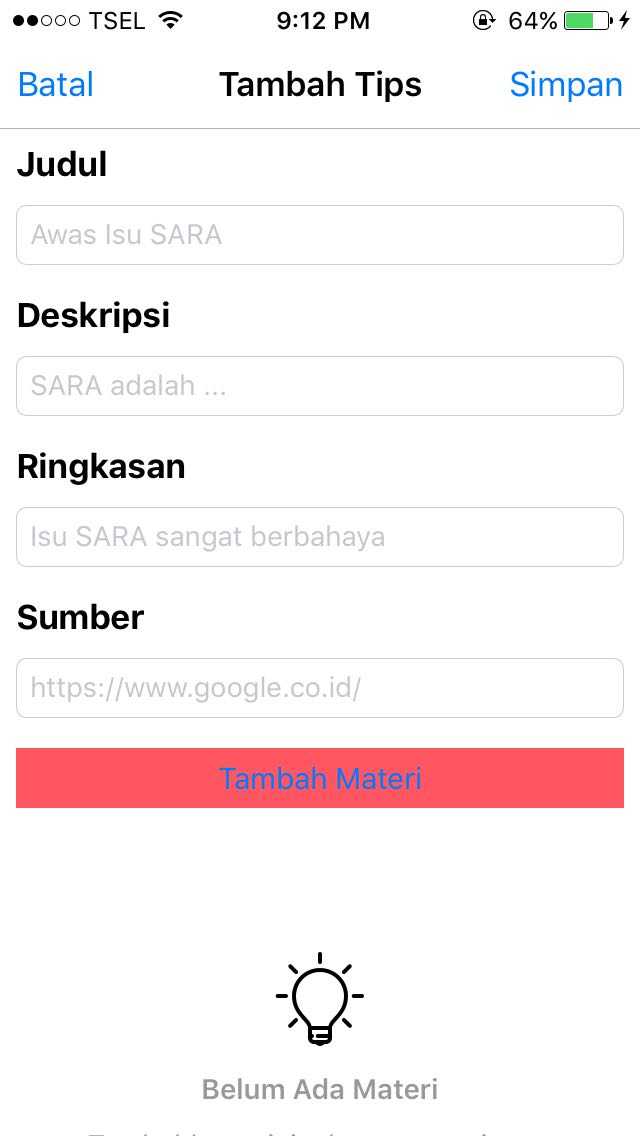 TSEL 9:12 PM 64%
Batal Tambah Tips Simpan
Judul
Awas Isu SARA
Deskripsi
SARA adalah ...
Ringkasan
Isu SARA sangat berbahaya
Sumber
https://www.google.co.id/
Tambah Materi
Belum Ada Materi